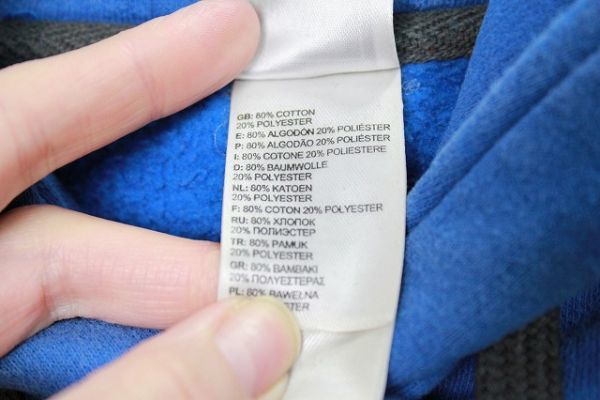 GB: 80% COTTON
20% POLYESTER
E: 80% ALGODÓN 20% POLIÉSTER
P: 80% ALGODÃO 20% POLIÉSTER
I: 80% COTONE 20% POLIESTERE
D: 80% BAUMWOLLE
20% POLYESTER
NL: 80% KATOEN
20% POLYESTER
F: 80% COTON 20% POLYESTER
RU: 80% ХЛОПОК
20% ПОЛИЭСТЕР
TR: 80% PAMUK
20% POLYESTER
GR: 80% ΒΑΜΒΑΚΙ
20% ΠΟΛΥΕΣΤΕΡΑΣ
PL: 80% BAWEŁNA